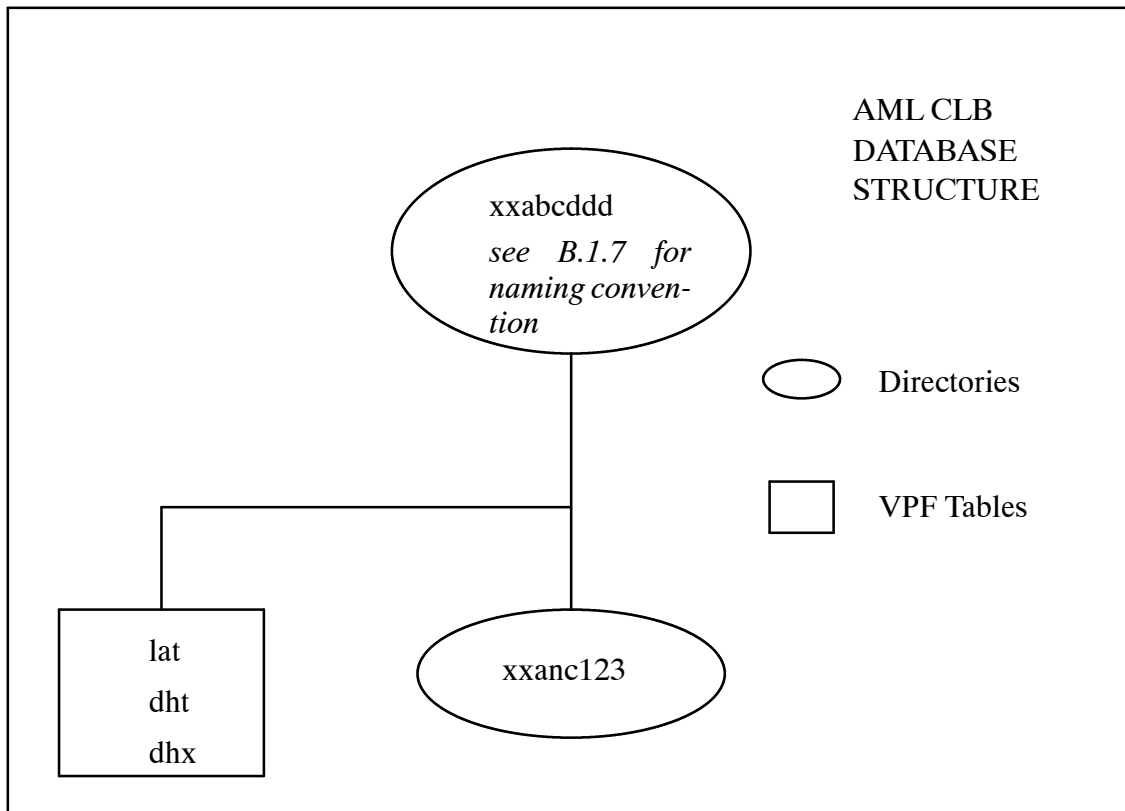 AML CLB
DATABASE
STRUCTURE
xxabcddd
see B.1.7 for
naming conven-
tion
Directories
VPF Tables
lat
dht
dhx
xxanc123